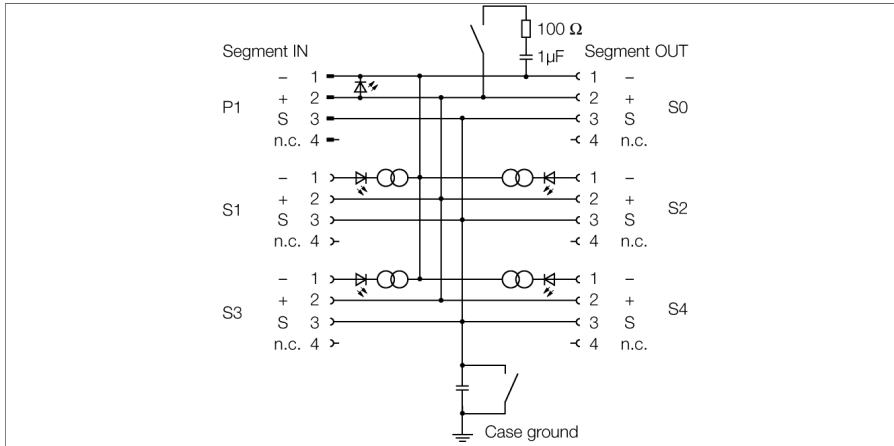 100 Ω
1µF
Segment IN
Segment OUT
P1
− 1
+ 2
S 3
n.c. 4
1 −
2 +
3 S
4 n.c.
S0
S1
− 1
+ 2
S 3
n.c. 4
1 −
2 +
3 S
4 n.c.
S2
S3
− 1
+ 2
S 3
n.c. 4
1 −
2 +
3 S
4 n.c.
S4
Case ground